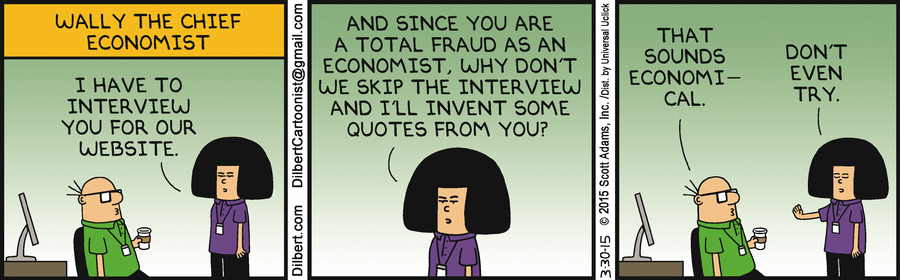 WALLY THE CHIEF
ECONOMIST
I HAVE TO
INTERVIEW
YOU FOR OUR
WEBSITE.
Dilbert.com DilbertCartoonist@gmail.com
AND SINCE YOU ARE
A TOTAL FRAUD AS AN
ECONOMIST, WHY DON'T
WE SKIP THE INTERVIEW
AND I'LL INVENT SOME
QUOTES FROM YOU?
3-30-15 © 2015 Scott Adams, Inc. /Dist. by Universal Uclick
THAT
SOUNDS
ECONOMI-
CAL.
DON'T
EVEN
TRY.